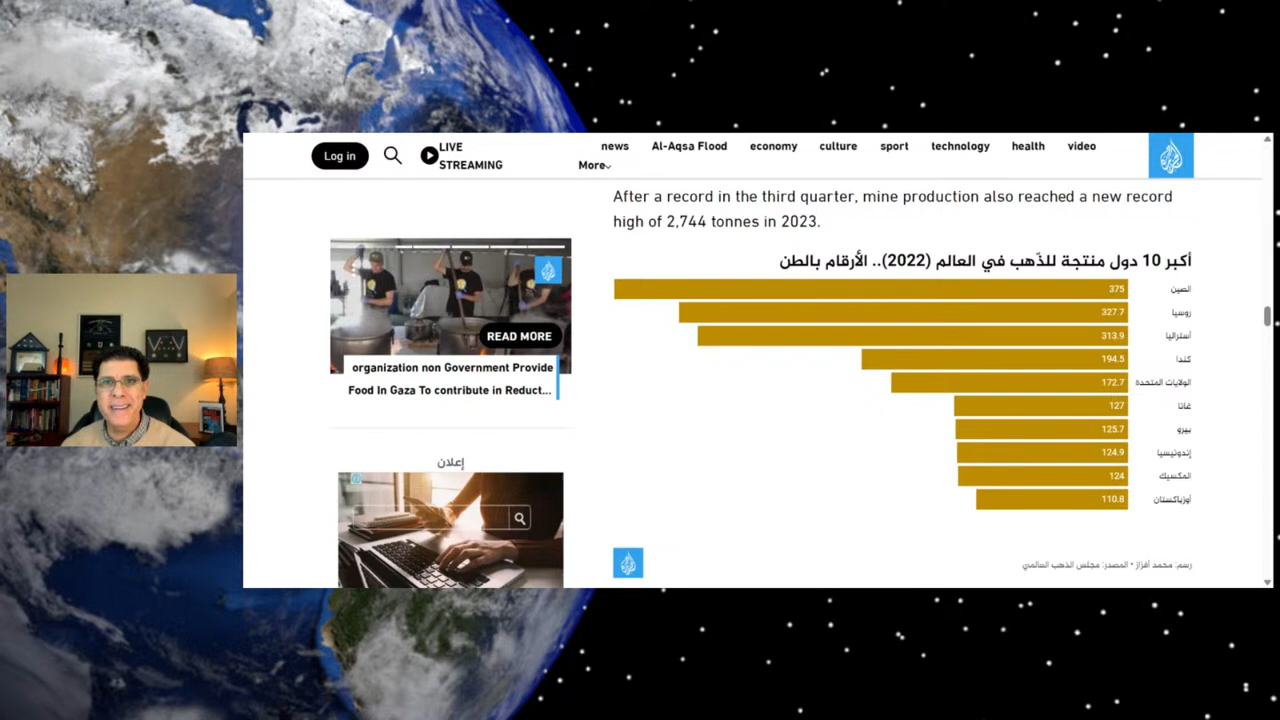 Log in
LIVE
STREAMING
news
Al-Aqsa Flood
economy
culture
sport
technology
health
video
More
After a record in the third quarter, mine production also reached a new record
high of 2,744 tonnes in 2023.
READ MORE
organization non Government Provide
Food In Gaza To contribute in Reduct...
إعلان
أكبر 10 دول منتجة للذّهب في العالم (2022).. الأرقام بالطن
الصين 375
روسيا 327.7
أستراليا 313.9
كندا 194.5
الولايات المتحدة 172.7
غانا 127
بيرو 125.7
إندونيسيا 124.9
المكسيك 124
أوزباكستان 110.8
رسم: محمد أفزاز • المصدر: مجلس الذهب العالمي